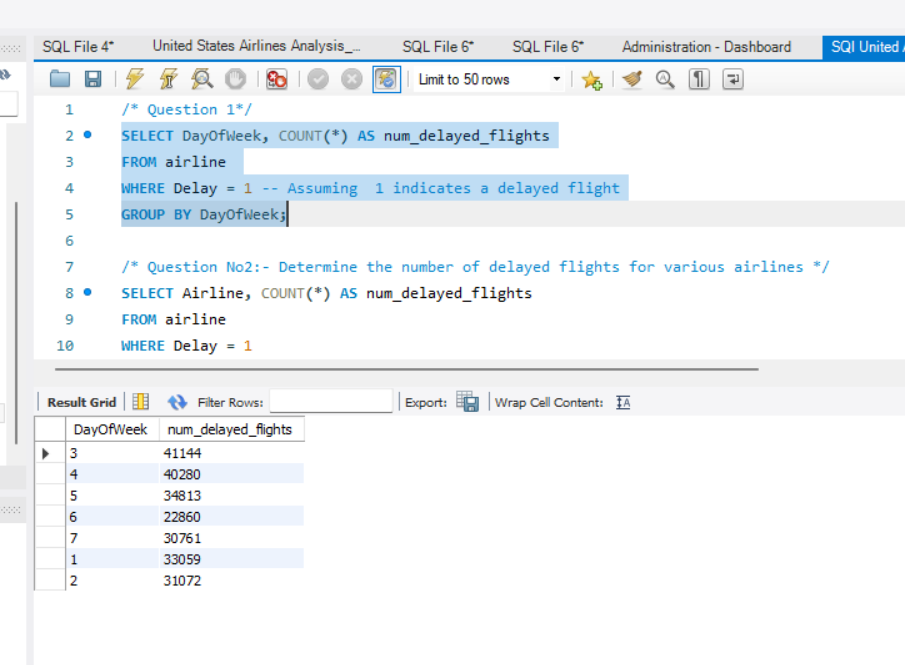 SQL File 4* United States Airlines Analysis_... SQL File 6* SQL File 6* Administration - Dashboard SQl United
Limit to 50 rows
1 /* Question 1*/
2 SELECT DayOfWeek, COUNT(*) AS num_delayed_flights
3 FROM airline
4 WHERE Delay = 1 -- Assuming  1 indicates a delayed flight
5 GROUP BY DayOfWeek;
6
7 /* Question No2:- Determine the number of delayed flights for various airlines */
8 SELECT Airline, COUNT(*) AS num_delayed_flights
9 FROM airline
10 WHERE Delay = 1
Result Grid Filter Rows: Export: Wrap Cell Content:
DayOfWeek num_delayed_flights
3 41144
4 40280
5 34813
6 22860
7 30761
1 33059
2 31072